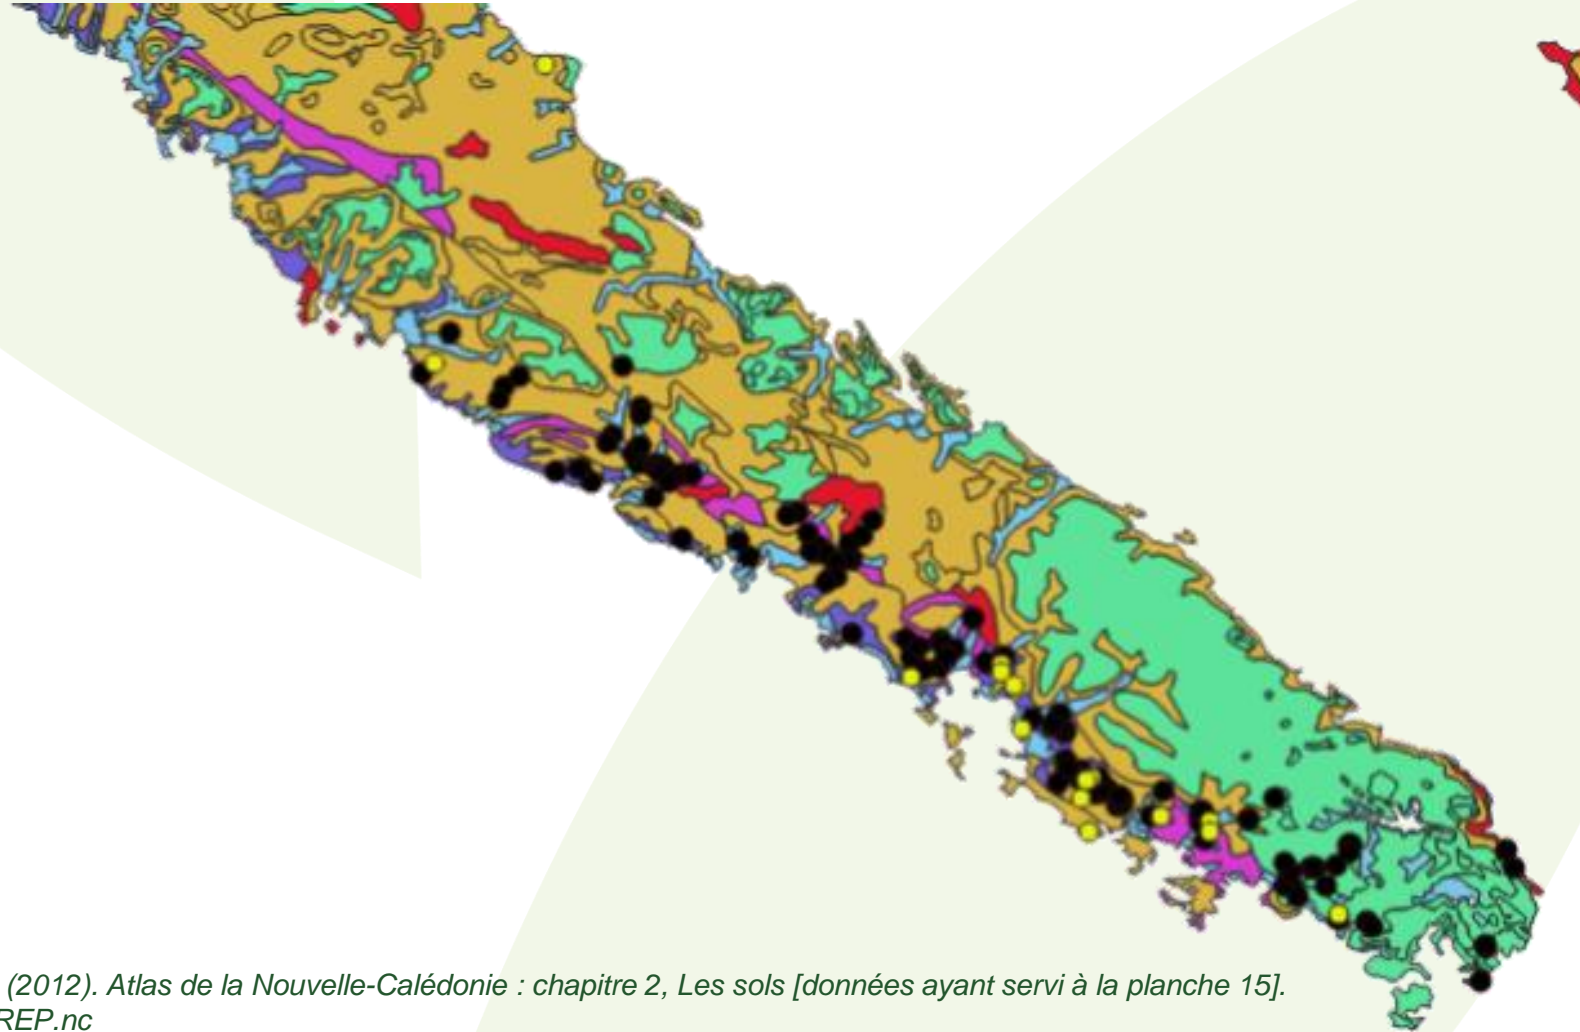 (2012). Atlas de la Nouvelle-Calédonie : chapitre 2, Les sols [données ayant servi à la planche 15].
REP.nc